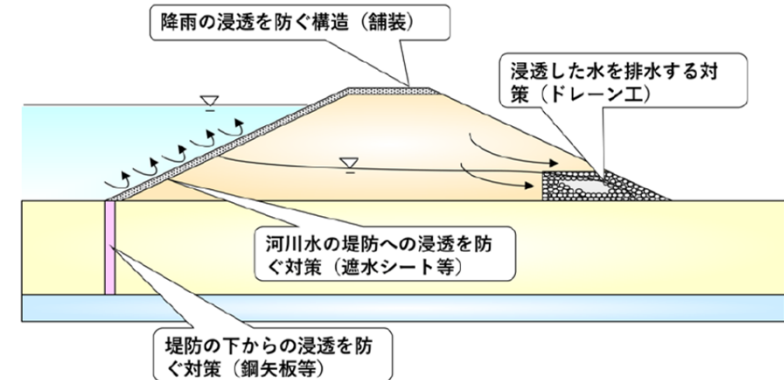 降雨の浸透を防ぐ構造（舗装）
浸透した水を排水する対
策（ドレーン工）
河川水の堤防への浸透を防
ぐ対策（遮水シート等）
堤防の下からの浸透を防
ぐ対策（鋼矢板等）